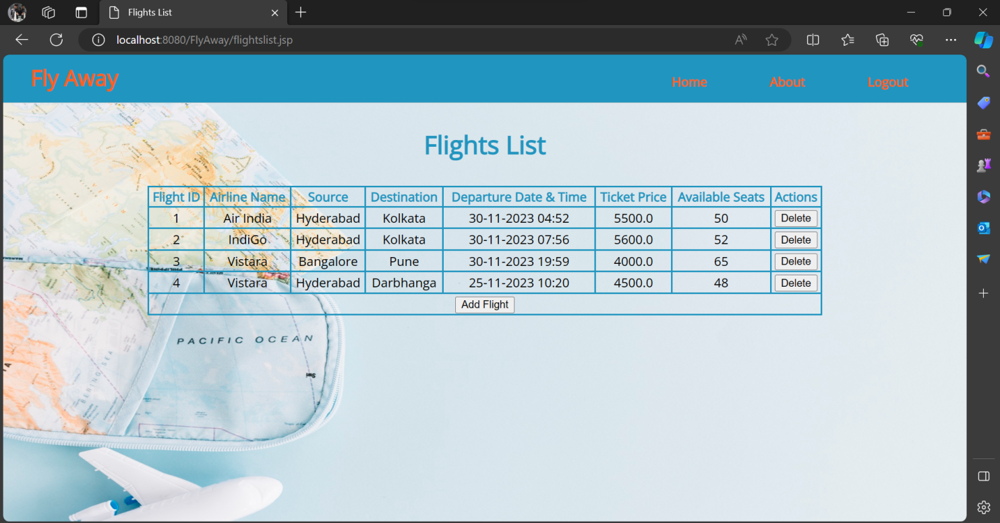 Flights List
localhost:8080/FlyAway/flightslist.jsp
Fly Away Home About Logout
Flights List
Flight ID Airline Name Source Destination Departure Date & Time Ticket Price Available Seats Actions
1 Air India Hyderabad Kolkata 30-11-2023 04:52 5500.0 50 Delete
2 IndiGo Hyderabad Kolkata 30-11-2023 07:56 5600.0 52 Delete
3 Vistara Bangalore Pune 30-11-2023 19:59 4000.0 65 Delete
4 Vistara Hyderabad Darbhanga 25-11-2023 10:20 4500.0 48 Delete
Add Flight
PACIFIC OCEAN
BERING SEA